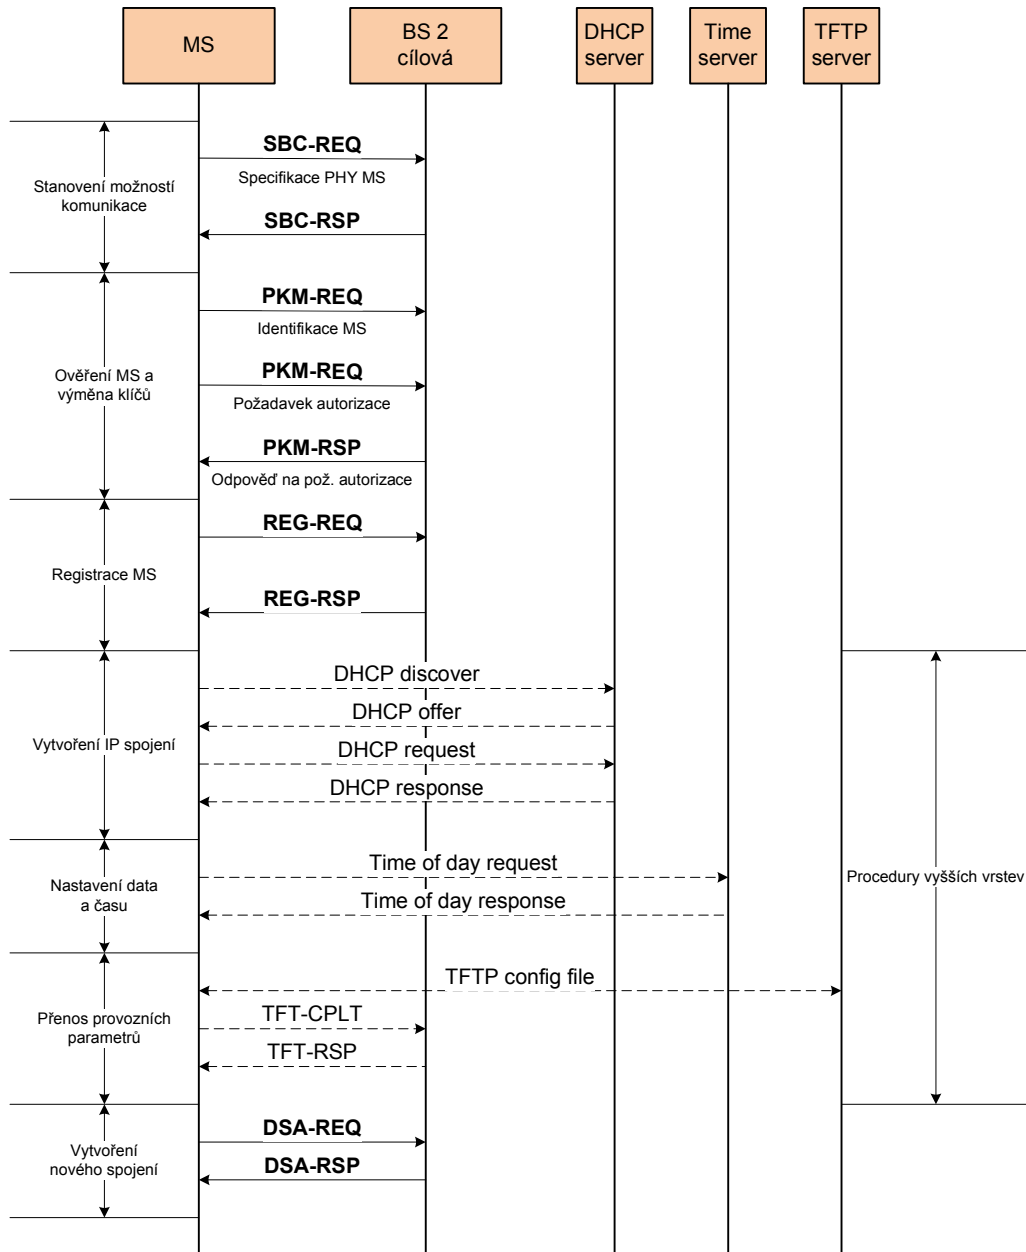 MS
BS 2
cílová
DHCP
server
Time
server
TFTP
server
SBC-REQ
Specifikace PHY MS
Stanovení možností
komunikace
SBC-RSP
PKM-REQ
Identifikace MS
Ověření MS a
výměna klíčů
PKM-REQ
Požadavek autorizace
PKM-RSP
Odpověď na pož. autorizace
REG-REQ
Registrace MS
REG-RSP
DHCP discover
DHCP offer
Vytvoření IP spojení
DHCP request
DHCP response
Time of day request
Nastavení data
a času
Time of day response
Procedury vyšších vrstev
TFTP config file
Přenos provozních
parametrů
TFT-CPLT
TFT-RSP
DSA-REQ
Vytvoření
nového spojení
DSA-RSP